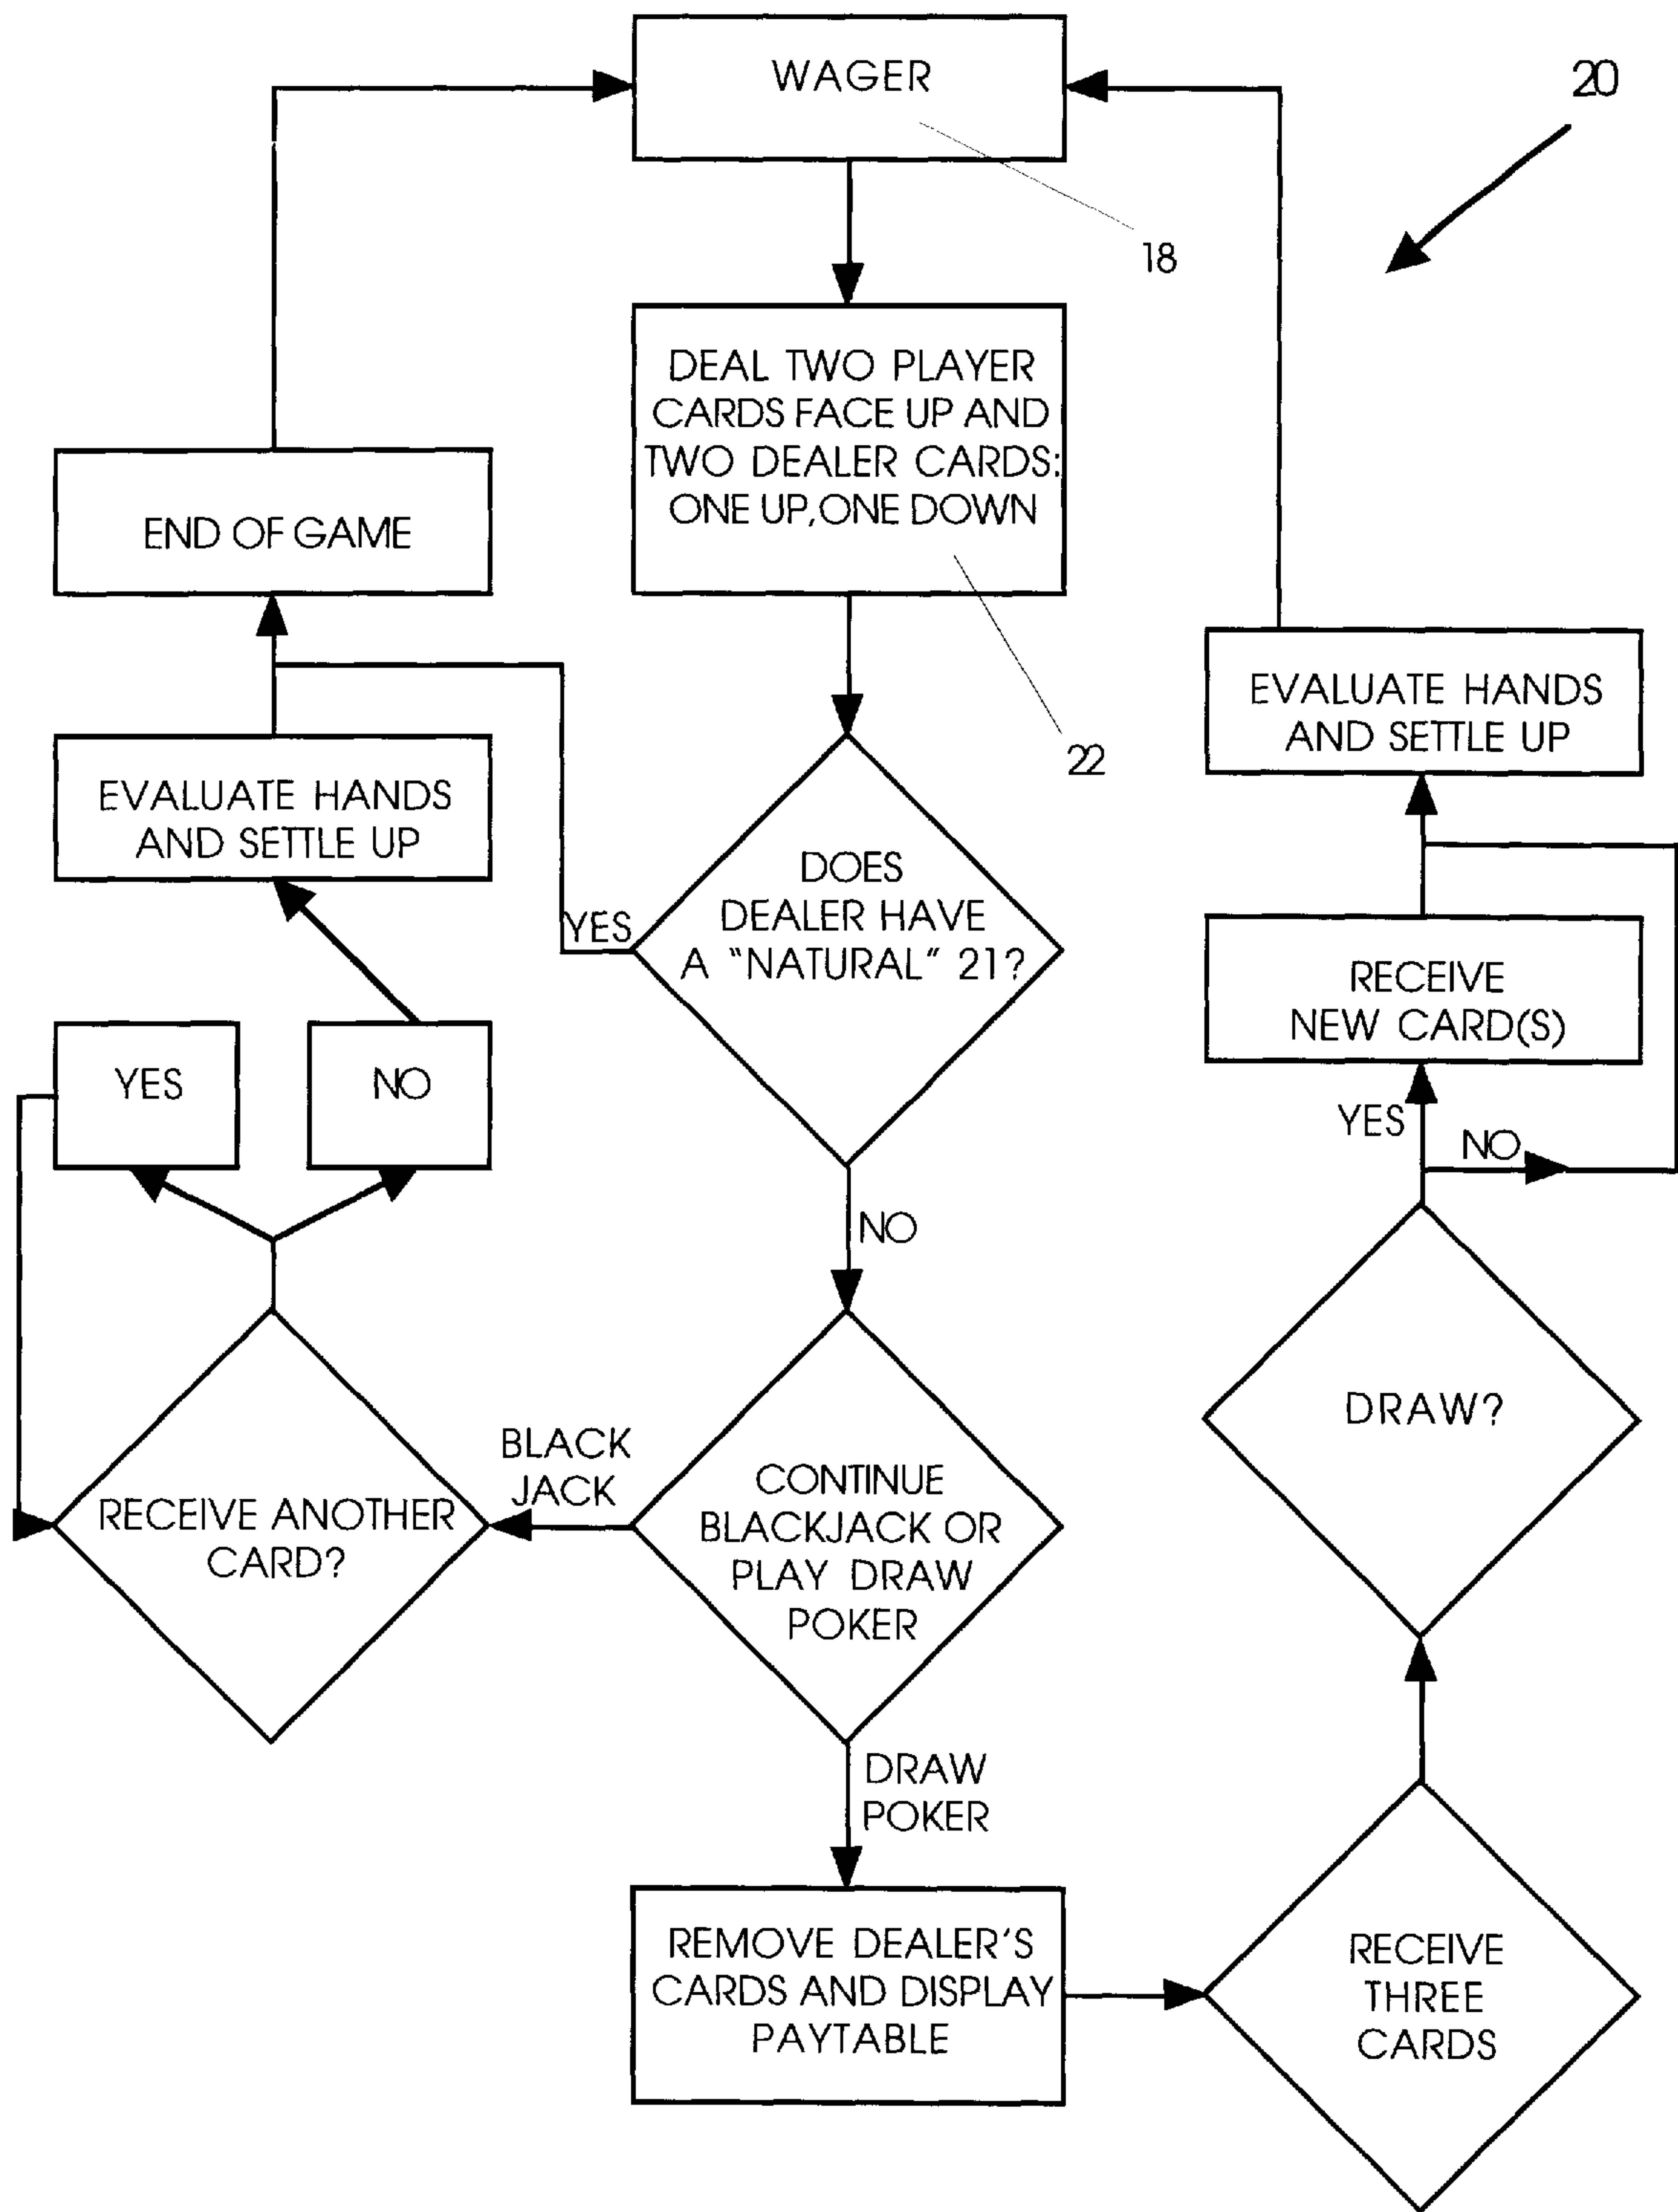 WAGER
20
18
DEAL TWO PLAYER
CARDS FACE UP AND
TWO DEALER CARDS:
ONE UP, ONE DOWN
22
END OF GAME
EVALUATE HANDS
AND SETTLE UP
EVALUATE HANDS
AND SETTLE UP
DOES
DEALER HAVE
A "NATURAL" 21?
YES
NO
YES
NO
RECEIVE
NEW CARD(S)
YES
NO
RECEIVE ANOTHER
CARD?
BLACK
JACK
CONTINUE
BLACKJACK OR
PLAY DRAW
POKER
DRAW?
DRAW
POKER
REMOVE DEALER'S
CARDS AND DISPLAY
PAYTABLE
RECEIVE
THREE
CARDS